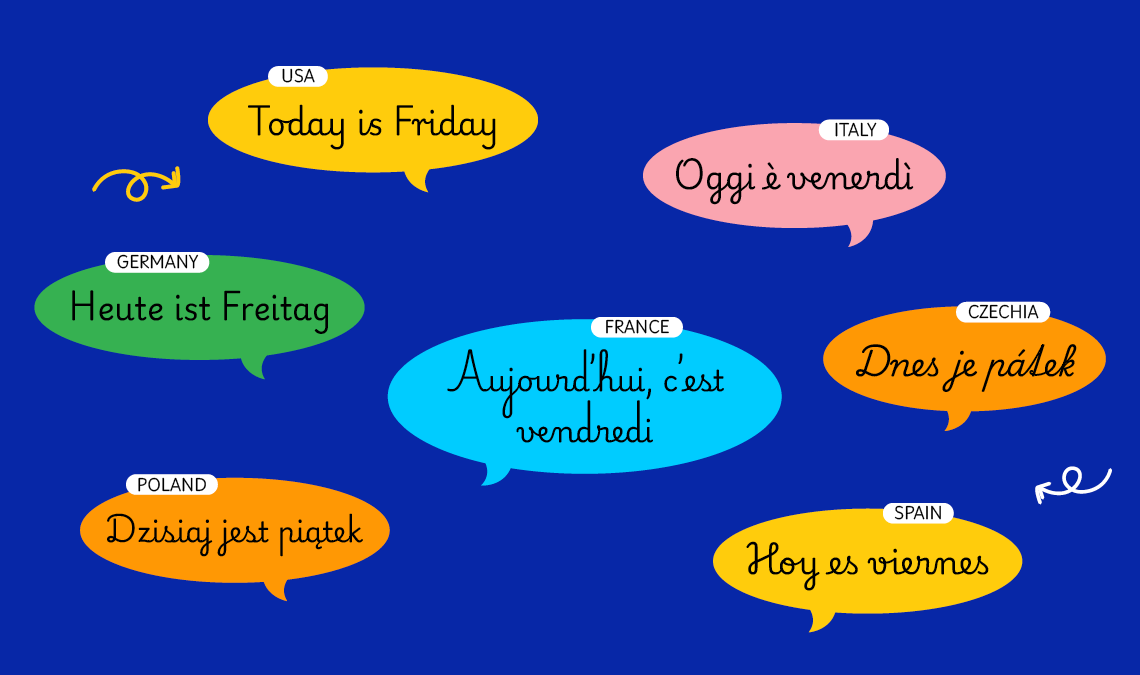 USA
Today is Friday
ITALY
Oggi è venerdì
GERMANY
Heute ist Freitag
FRANCE
Aujourd'hui, c'est
vendredi
CZECHIA
Dnes je pátek
POLAND
Dzisiaj jest piątek
SPAIN
Hoy es viernes